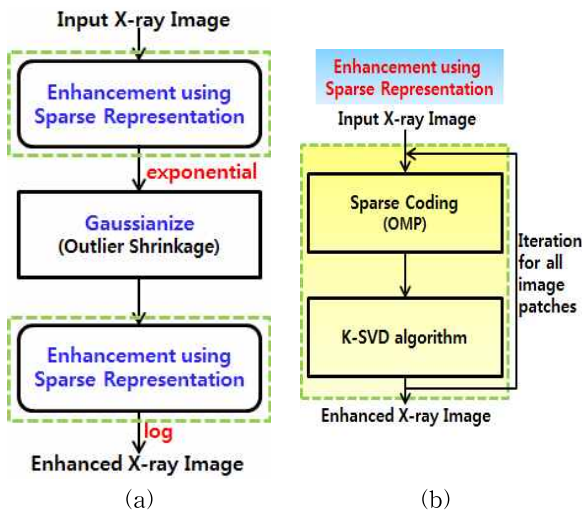 Input X-ray Image
Enhancement using
Sparse Representation
exponential
Gaussianize
(Outlier Shrinkage)
Enhancement using
Sparse Representation
log
Enhanced X-ray Image
(a)
Enhancement using
Sparse Representation
Input X-ray Image
Sparse Coding
(OMP)
Iteration
for all
image
patches
K-SVD algorithm
Enhanced X-ray Image
(b)